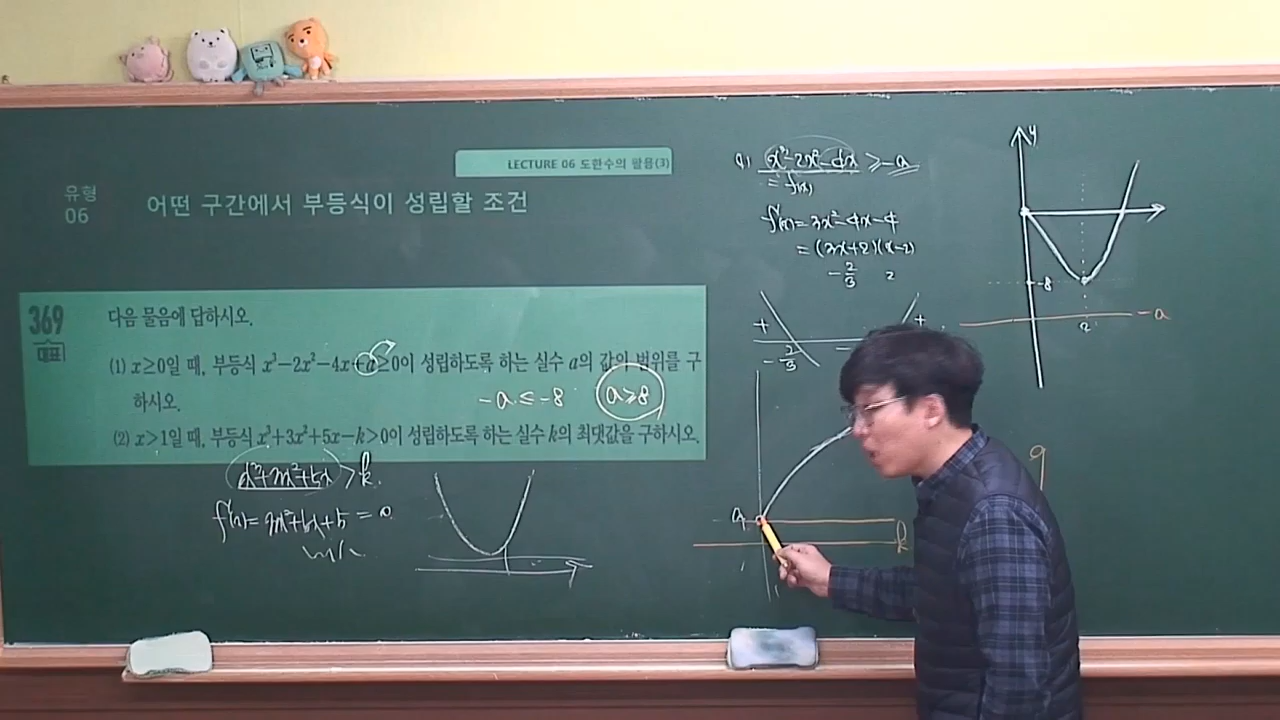 LECTURE 06 도함수의 활용(3)
유형
06
어떤 구간에서 부등식이 성립할 조건
369
대표
다음 물음에 답하시오.
(1) x≥0일 때, 부등식 x³-2x²-4x+a≥0이 성립하도록 하는 실수 a의 값의 범위를 구
하시오.
-a≤-8 a≥8
(2) x>1일 때, 부등식 x³+3x²+5x-k>0이 성립하도록 하는 실수 k의 최댓값을 구하시오.
x³+3x²+5x>k
f'(x)=3x²+6x+5=0
x³-2x²-4x≥-a
=f(x)
f'(x)=3x²-4x-4
=(3x+2)(x-2)
-2/3 2
+ - +
-2/3
y
-8
2
-a
9
k
1
9